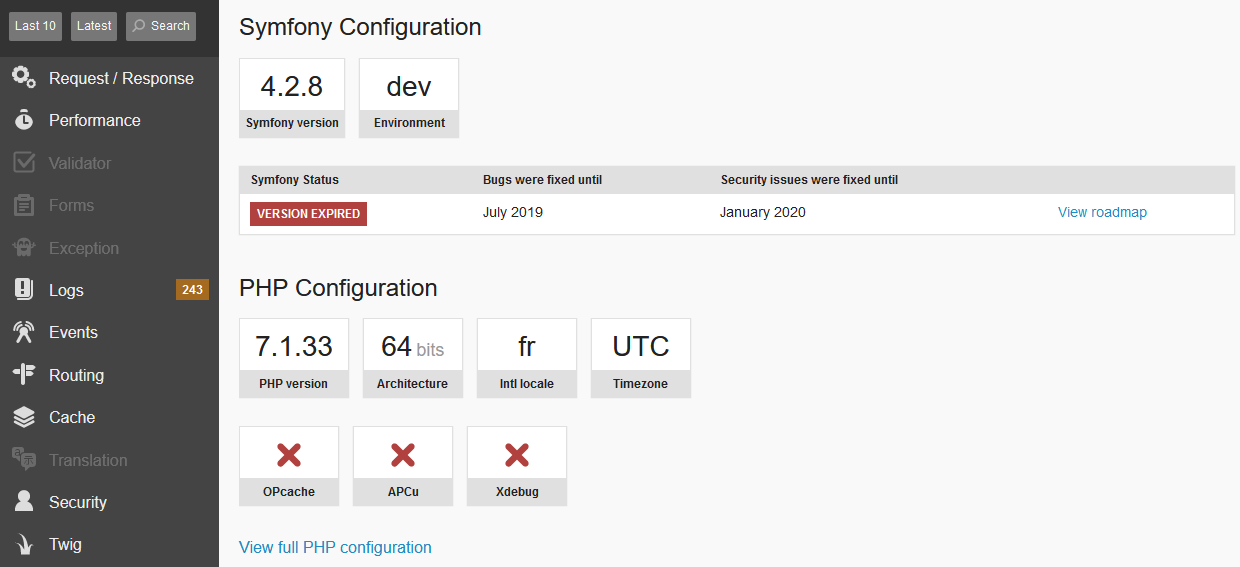 Last 10
Latest
Search
Request / Response
Performance
Validator
Forms
Exception
Logs
243
Events
Routing
Cache
Translation
Security
Twig
Symfony Configuration
4.2.8
dev
Symfony version
Environment
Symfony Status
Bugs were fixed until
Security issues were fixed until
VERSION EXPIRED
July 2019
January 2020
View roadmap
PHP Configuration
7.1.33
64 bits
fr
UTC
PHP version
Architecture
Intl locale
Timezone
OPcache
APCu
Xdebug
View full PHP configuration